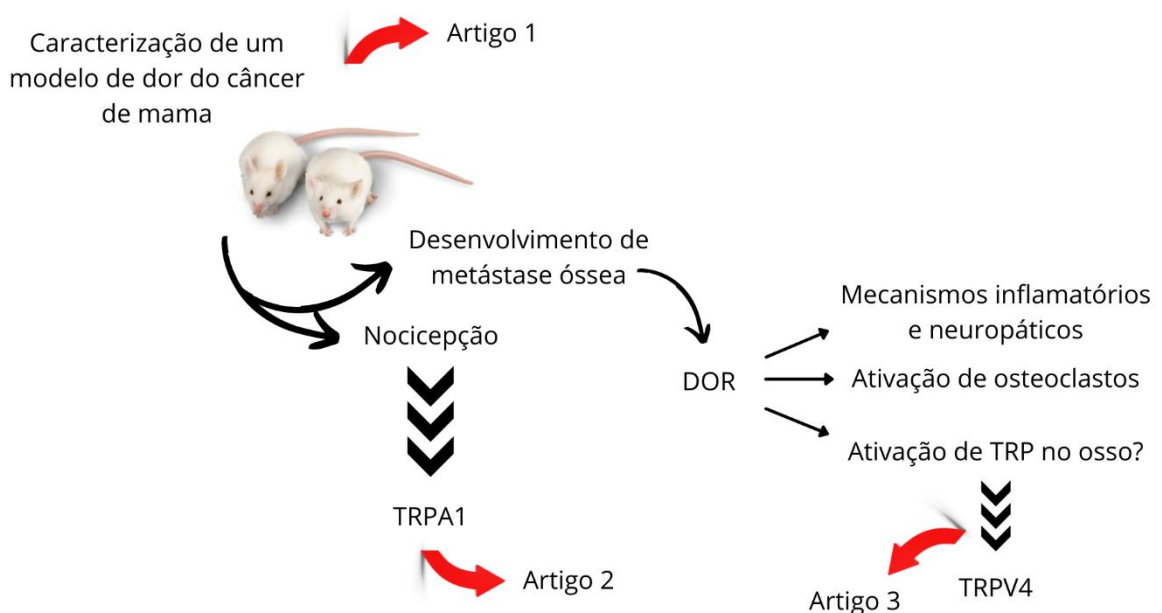 Caracterização de um
modelo de dor do câncer
de mama
Artigo 1
Desenvolvimento de
metástase óssea
Nocicepção
Mecanismos inflamatórios
e neuropáticos
DOR
Ativação de osteoclastos
Ativação de TRP no osso?
TRPA1
Artigo 2
Artigo 3
TRPV4